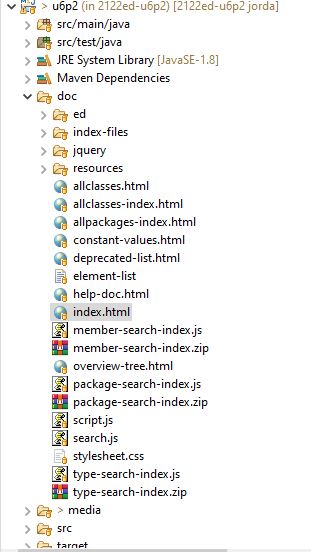 > u6p2 (in 2122ed-u6p2) [2122ed-u6p2 jorda]
src/main/java
src/test/java
JRE System Library [JavaSE-1.8]
Maven Dependencies
doc
ed
index-files
jquery
resources
allclasses.html
allclasses-index.html
allpackages-index.html
constant-values.html
deprecated-list.html
element-list
help-doc.html
index.html
member-search-index.js
member-search-index.zip
overview-tree.html
package-search-index.js
package-search-index.zip
script.js
search.js
stylesheet.css
type-search-index.js
type-search-index.zip
> media
src
target